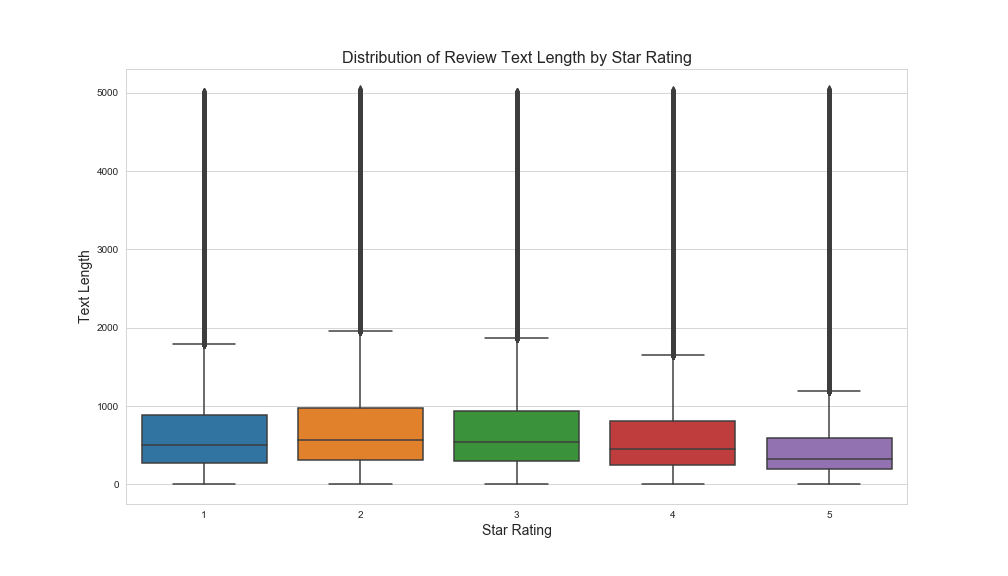 Distribution of Review Text Length by Star Rating
Text Length
5000
4000
3000
2000
1000
0
1 2 3 4 5
Star Rating